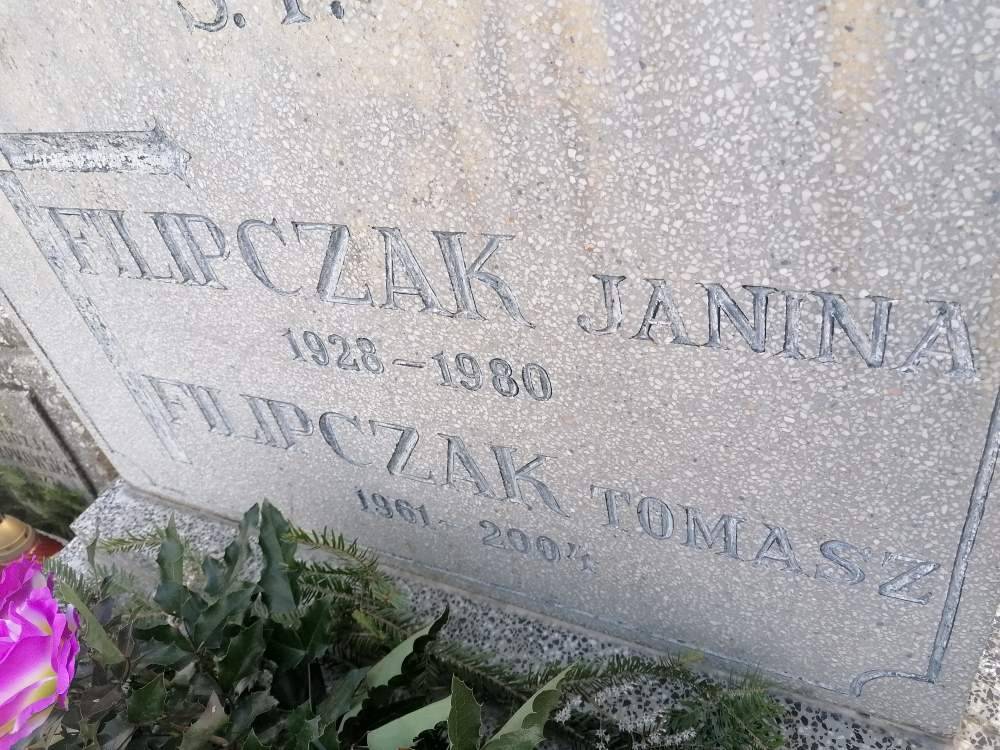 Ś. P.
FILIPCZAK JANINA
1928 – 1980
FILIPCZAK TOMASZ
1961 - 2004